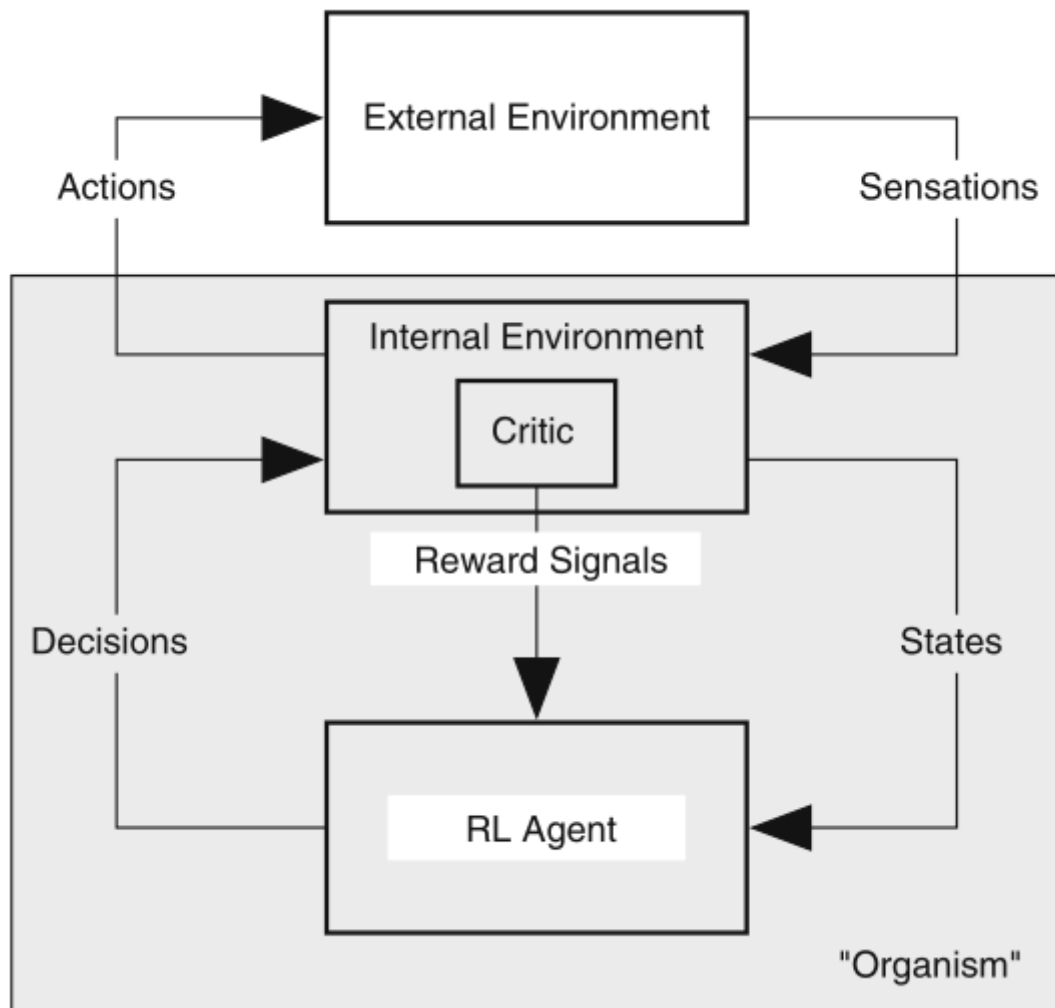 External Environment
Actions
Sensations
Internal Environment
Critic
Reward Signals
Decisions
States
RL Agent
"Organism"